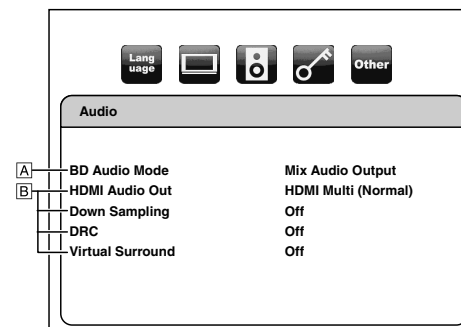 Lang
uage
Other
Audio
A BD Audio Mode Mix Audio Output
B HDMI Audio Out HDMI Multi (Normal)
Down Sampling Off
DRC Off
Virtual Surround Off